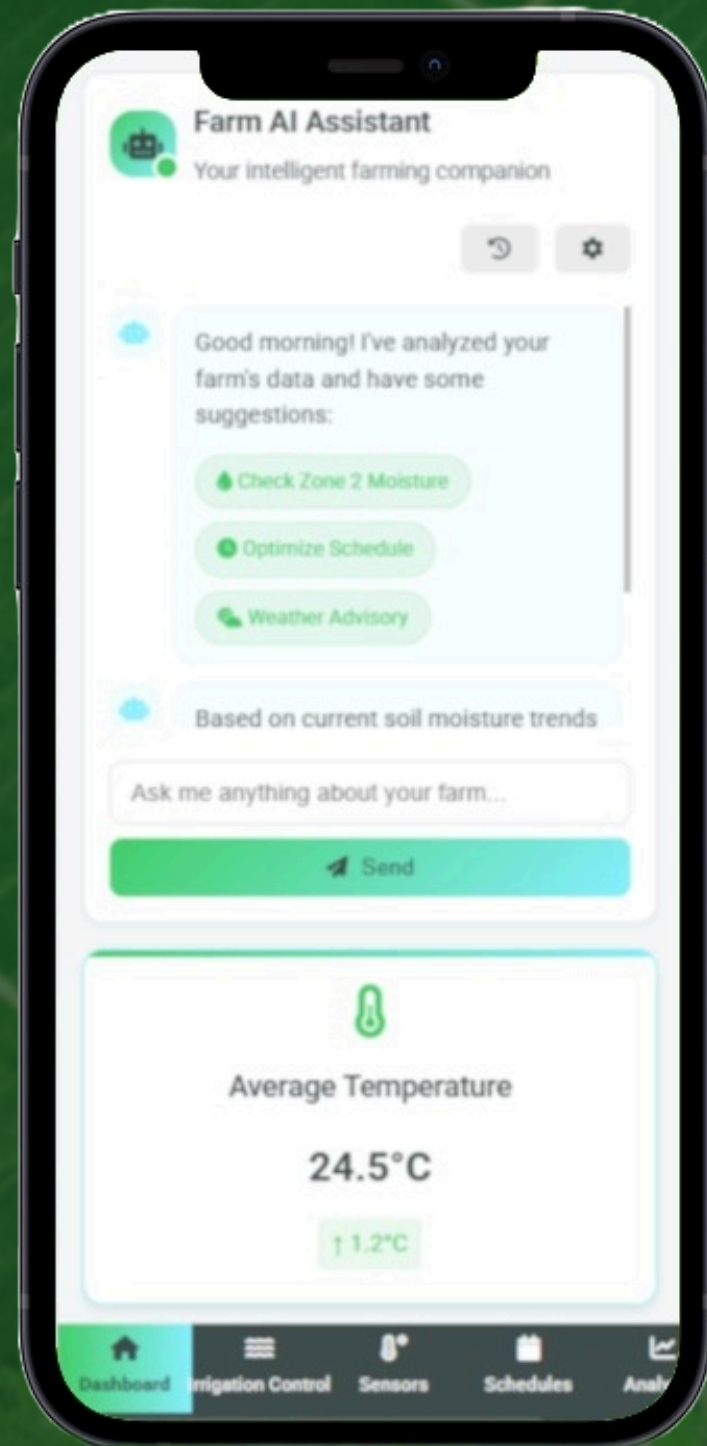 Farm AI Assistant
Your intelligent farming companion
Good morning! I've analyzed your
farm's data and have some
suggestions:
Check Zone 2 Moisture
Optimize Schedule
Weather Advisory
Based on current soil moisture trends
Ask me anything about your farm...
Send
Average Temperature
24.5°C
↑ 1.2°C
Dashboard
rrigation Control
Sensors
Schedules
Analy